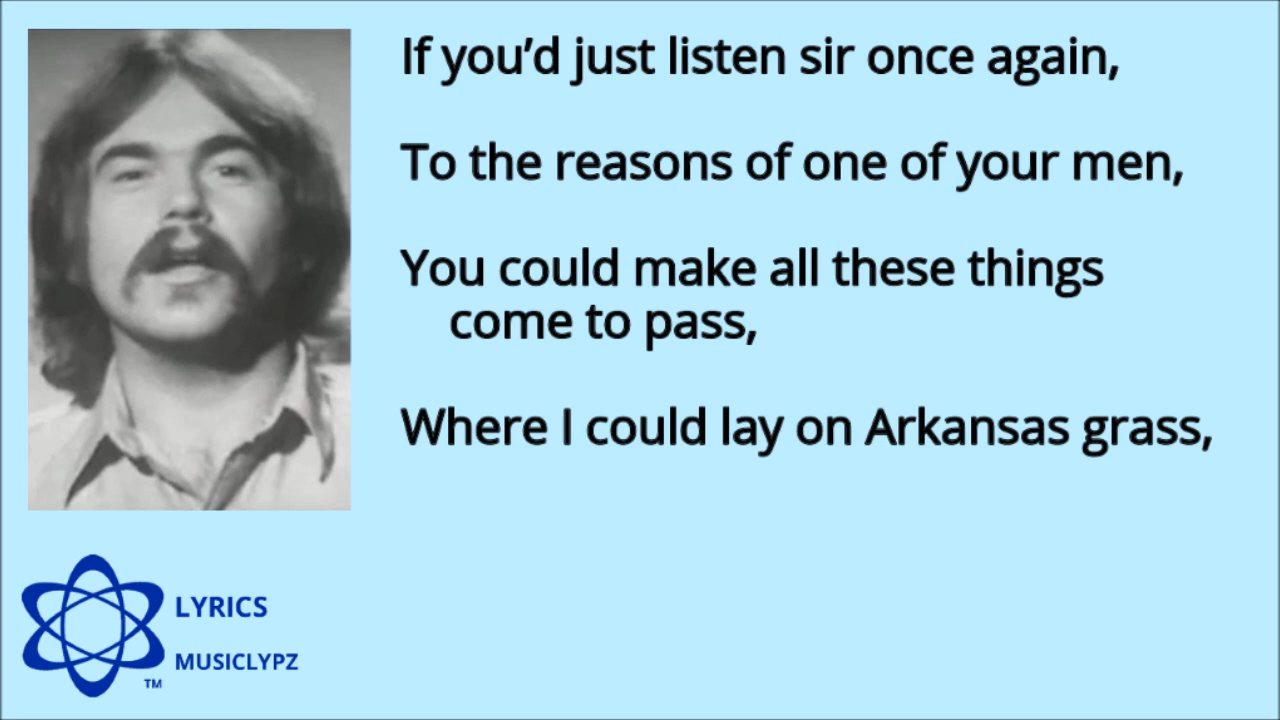 If you’d just listen sir once again,
To the reasons of one of your men,
You could make all these things
come to pass,
Where I could lay on Arkansas grass,
LYRICS
MUSICLYPZ
TM